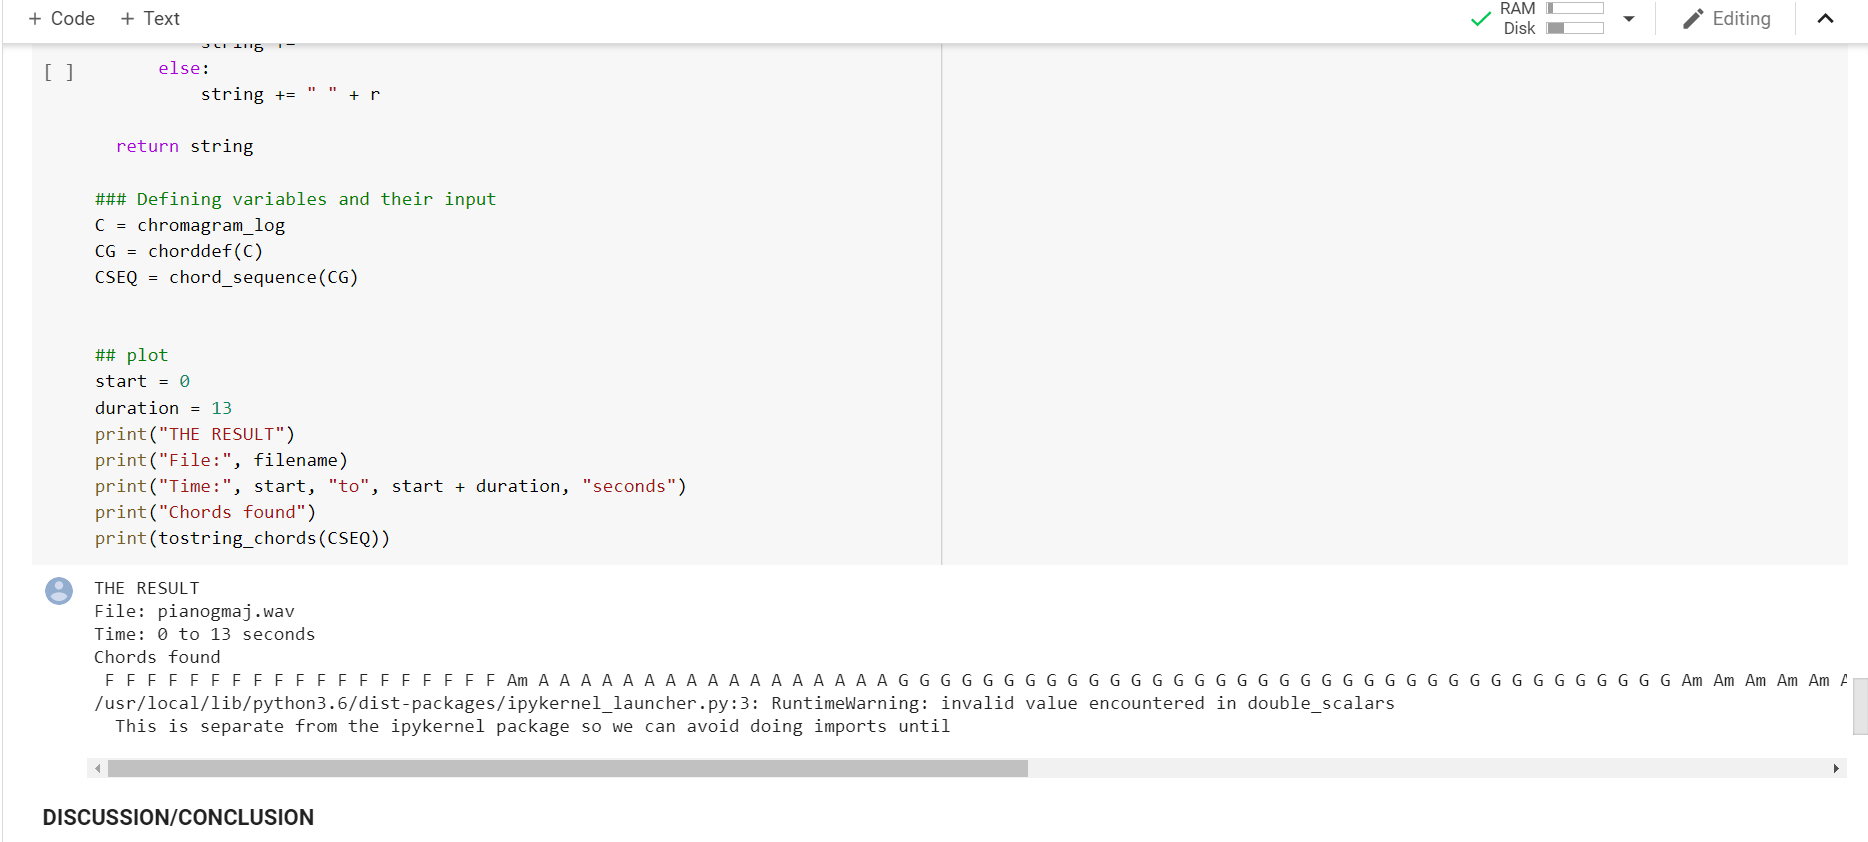 + Code + Text
RAM
Disk
Editing
string +=
[ ] else:
string += " " + r
return string
### Defining variables and their input
C = chromagram_log
CG = chorddef(C)
CSEQ = chord_sequence(CG)
## plot
start = 0
duration = 13
print("THE RESULT")
print("File:", filename)
print("Time:", start, "to", start + duration, "seconds")
print("Chords found")
print(tostring_chords(CSEQ))
THE RESULT
File: pianogmaj.wav
Time: 0 to 13 seconds
Chords found
F F F F F F F F F F F F F F F F F F F Am A A A A A A A A A A A A A A A A A G G G G G G G G G G G G G G G G G G G G G G G G G G G G G G G G G G G G G Am Am Am Am Am A
/usr/local/lib/python3.6/dist-packages/ipykernel_launcher.py:3: RuntimeWarning: invalid value encountered in double_scalars
This is separate from the ipykernel package so we can avoid doing imports until
DISCUSSION/CONCLUSION